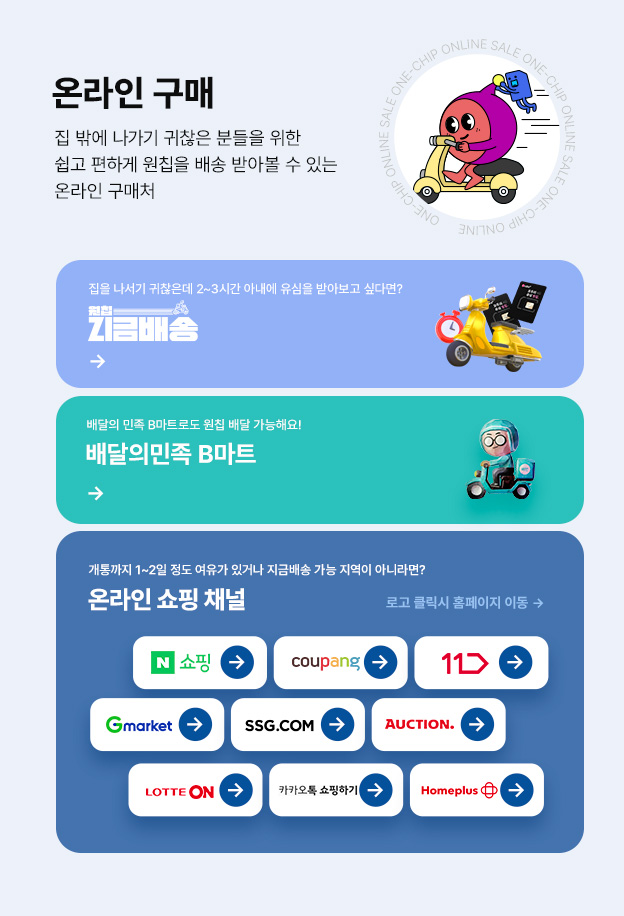 온라인 구매
집 밖에 나가기 귀찮은 분들을 위한
쉽고 편하게 원칩을 배송 받아볼 수 있는
온라인 구매처
ONE-CHIP ONLINE SALE ONE-CHIP ONLINE SALE ONE-CHIP ONLINE SALE ONE-CHIP ONLINE
집을 나서기 귀찮은데 2~3시간 아내에 유심을 받아보고 싶다면?
원칩
지금배송
배달의 민족 B마트로도 원칩 배달 가능해요!
배달의민족 B마트
개통까지 1~2일 정도 여유가 있거나 지금배송 가능 지역이 아니라면?
온라인 쇼핑 채널
로고 클릭시 홈페이지 이동 →
N 쇼핑
coupang
11
Gmarket
SSG.COM
AUCTION.
LOTTE ON
카카오톡 쇼핑하기
Homeplus